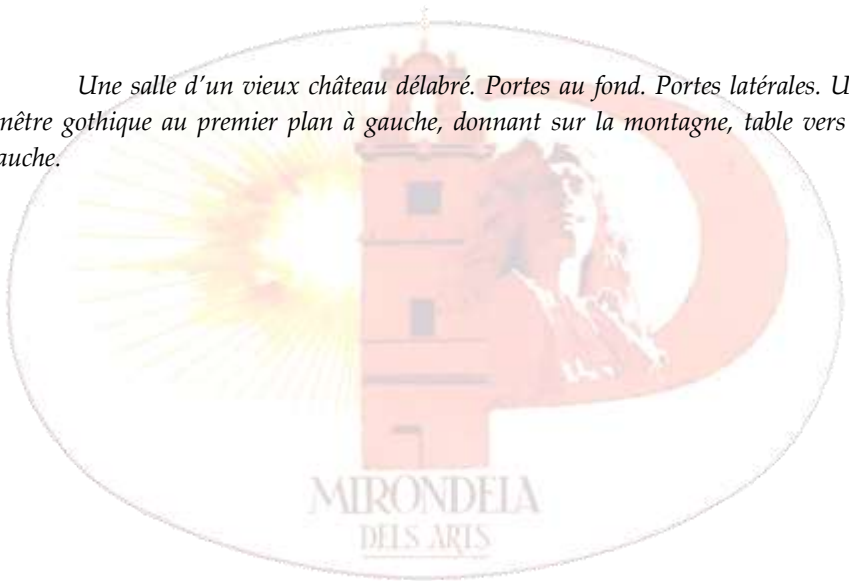 Une salle d'un vieux château délabré. Portes au fond. Portes latérales. U
nêtre gothique au premier plan à gauche, donnant sur la montagne, table vers
auche.
MIRONDELA
DELS ARTS